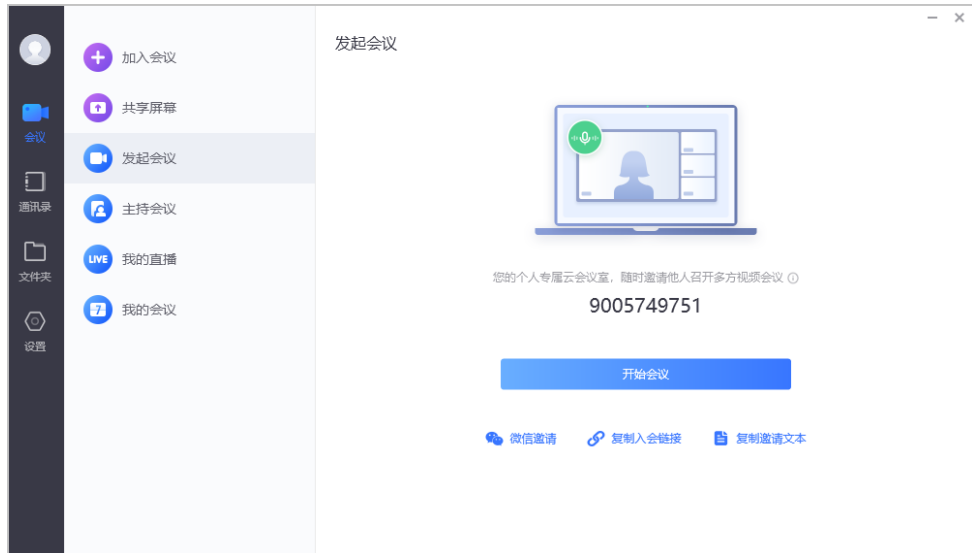 会议
通讯录
文件夹
设置
加入会议
共享屏幕
发起会议
主持会议
LIVE
我的直播
7
我的会议
发起会议
您的个人专属云会议室，随时邀请他人召开多方视频会议
9005749751
开始会议
微信邀请
复制入会链接
复制邀请文本